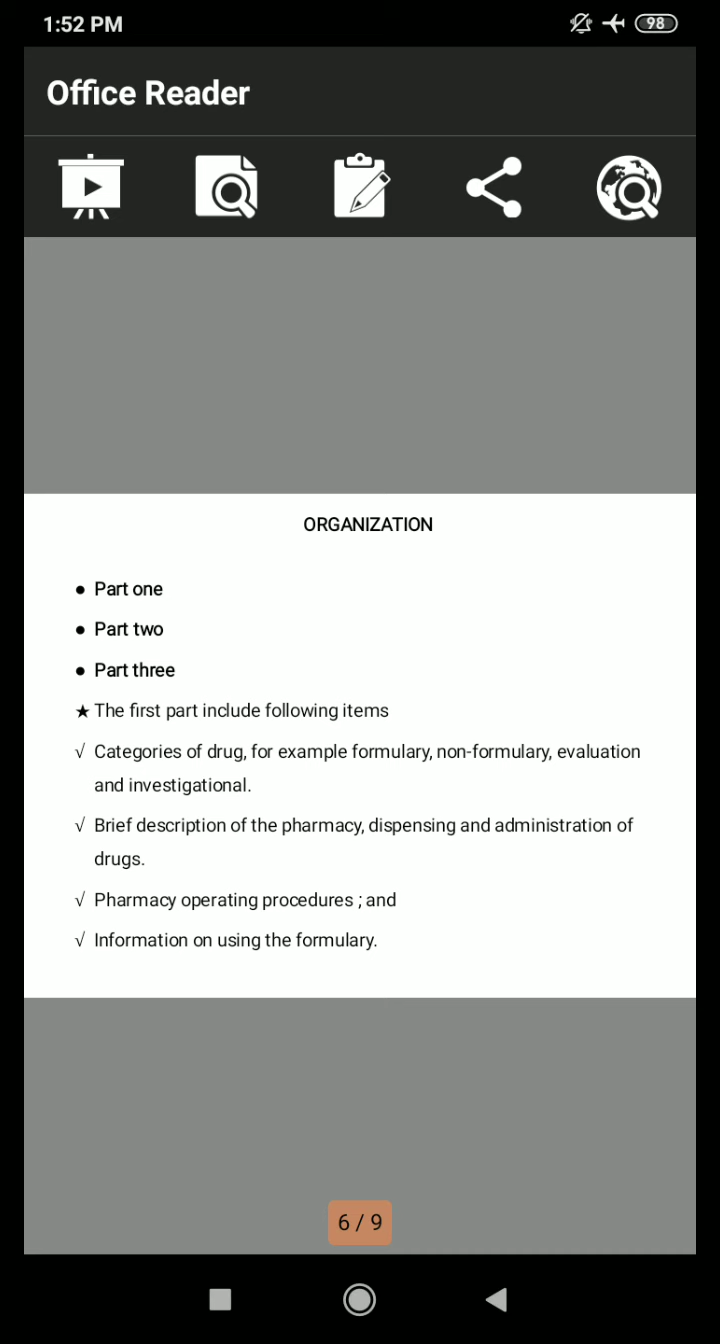 1:52 PM
98
Office Reader
ORGANIZATION
● Part one
● Part two
● Part three
★ The first part include following items
√ Categories of drug, for example formulary, non-formulary, evaluation
and investigational.
√ Brief description of the pharmacy, dispensing and administration of
drugs.
√ Pharmacy operating procedures ; and
√ Information on using the formulary.
6 / 9